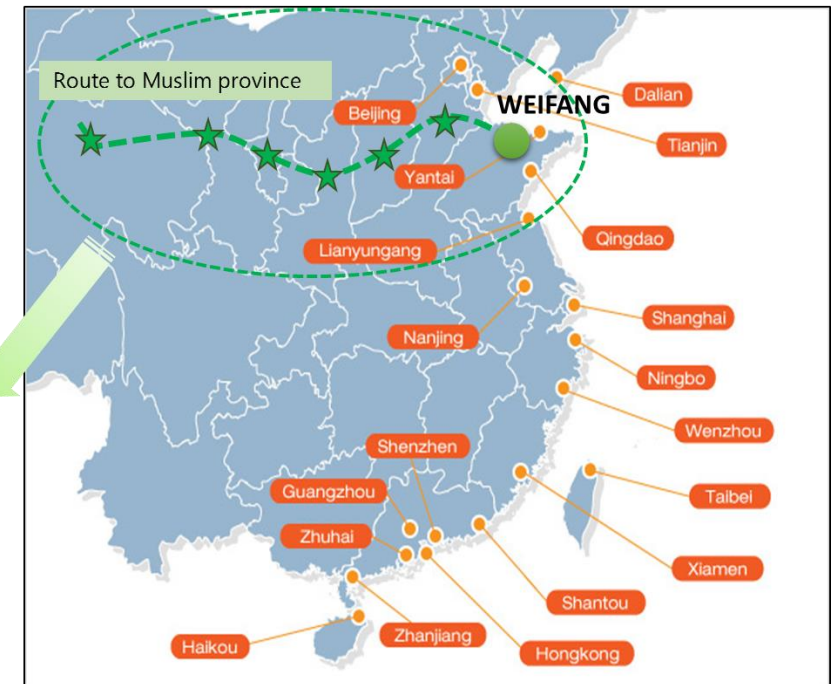 Route to Muslim province
WEIFANG
Dalian
Beijing
Tianjin
Yantai
Qingdao
Lianyungang
Shanghai
Nanjing
Ningbo
Wenzhou
Shenzhen
Guangzhou
Taibei
Zhuhai
Xiamen
Shantou
Zhanjiang
Haikou
Hongkong